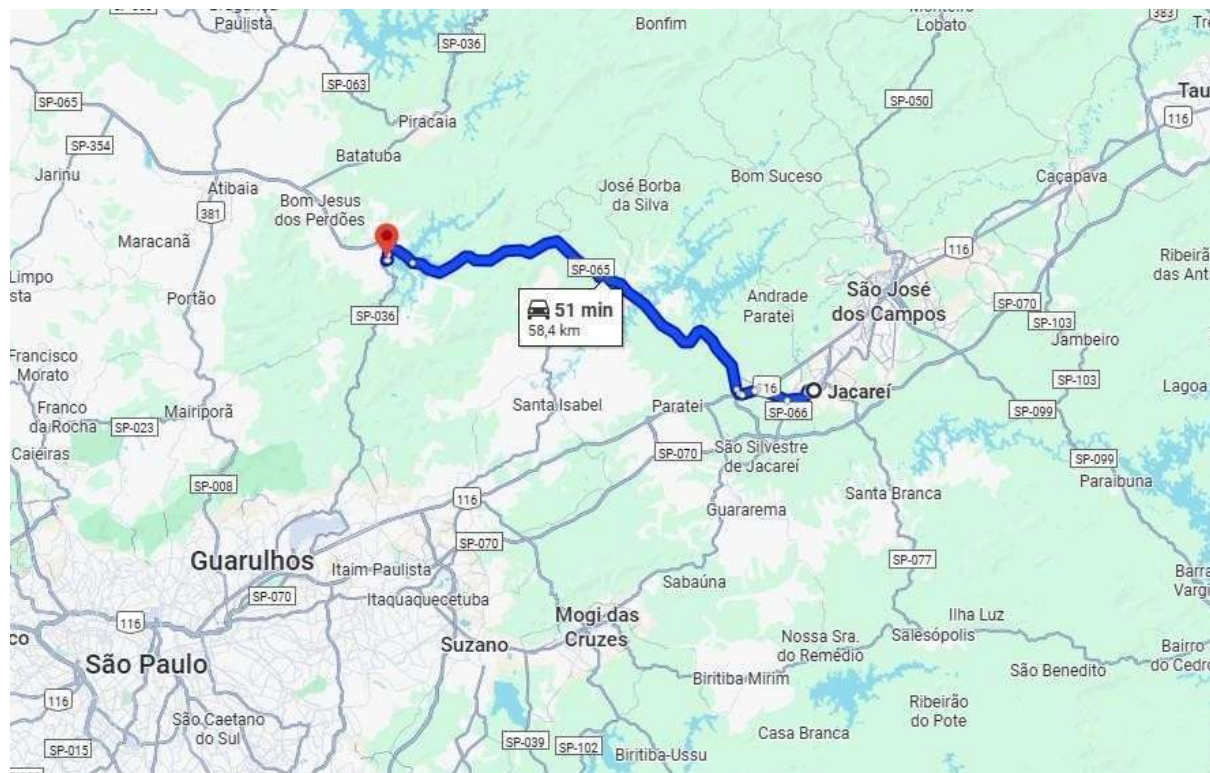 Paulista
Bonfim
Lobato
383
SP-036
SP-063
SP-065
SP-050
Tau
116
Piracaia
SP-354
Batatuba
Jarinu
Atibaia
José Borba
da Silva
Bom Suceso
Caçapava
381
Bom Jesus
dos Perdões
Maracanã
116
SP-065
Ribeirã
das Ant
Limpo
sta
Portão
51 min
58,4 km
Andrade
Paratei
São José
dos Campos
SP-070
SP-036
SP-103
Jambeiro
Francisco
Morato
SP-103
Lagoa
16
Jacareí
Franco
da Rocha
Mairiporã
Santa Isabel
Paratei
SP-066
SP-099
SP-023
Caieiras
SP-070
São Silvestre
de Jacareí
SP-099
Paraibuna
SP-008
116
Santa Branca
Guararema
SP-070
Guarulhos
Itaim Paulista
SP-077
Sabaúna
Barra
Varg
SP-070
Itaquaquecetuba
116
Mogi das
Cruzes
Ilha Luz
co
Suzano
Nossa Sra.
do Remédio
Salesópolis
São Paulo
Bairro
do Cedro
São Benedito
Biritiba Mirim
116
São Caetano
do Sul
Ribeirão
do Pote
SP-015
SP-039
SP-102
Casa Branca
Biritiba-Ussu